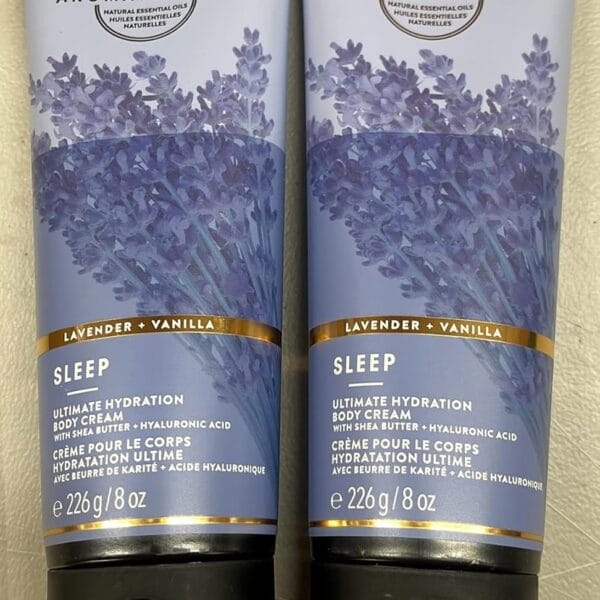 NATURAL ESSENTIAL OILS
HUILES ESSENTIELLES
NATURELLES
LAVENDER + VANILLA
SLEEP
ULTIMATE HYDRATION
BODY CREAM
WITH SHEA BUTTER + HYALURONIC ACID
CRÈME POUR LE CORPS
HYDRATATION ULTIME
AVEC BEURRE DE KARITÉ + ACIDE HYALURONIQUE
e 226 g / 8 oz
NATURAL ESSENTIAL OILS
HUILES ESSENTIELLES
NATURELLES
LAVENDER + VANILLA
SLEEP
ULTIMATE HYDRATION
BODY CREAM
WITH SHEA BUTTER + HYALURONIC ACID
CRÈME POUR LE CORPS
HYDRATATION ULTIME
AVEC BEURRE DE KARITÉ + ACIDE HYALURONIQUE
e 226 g / 8 oz